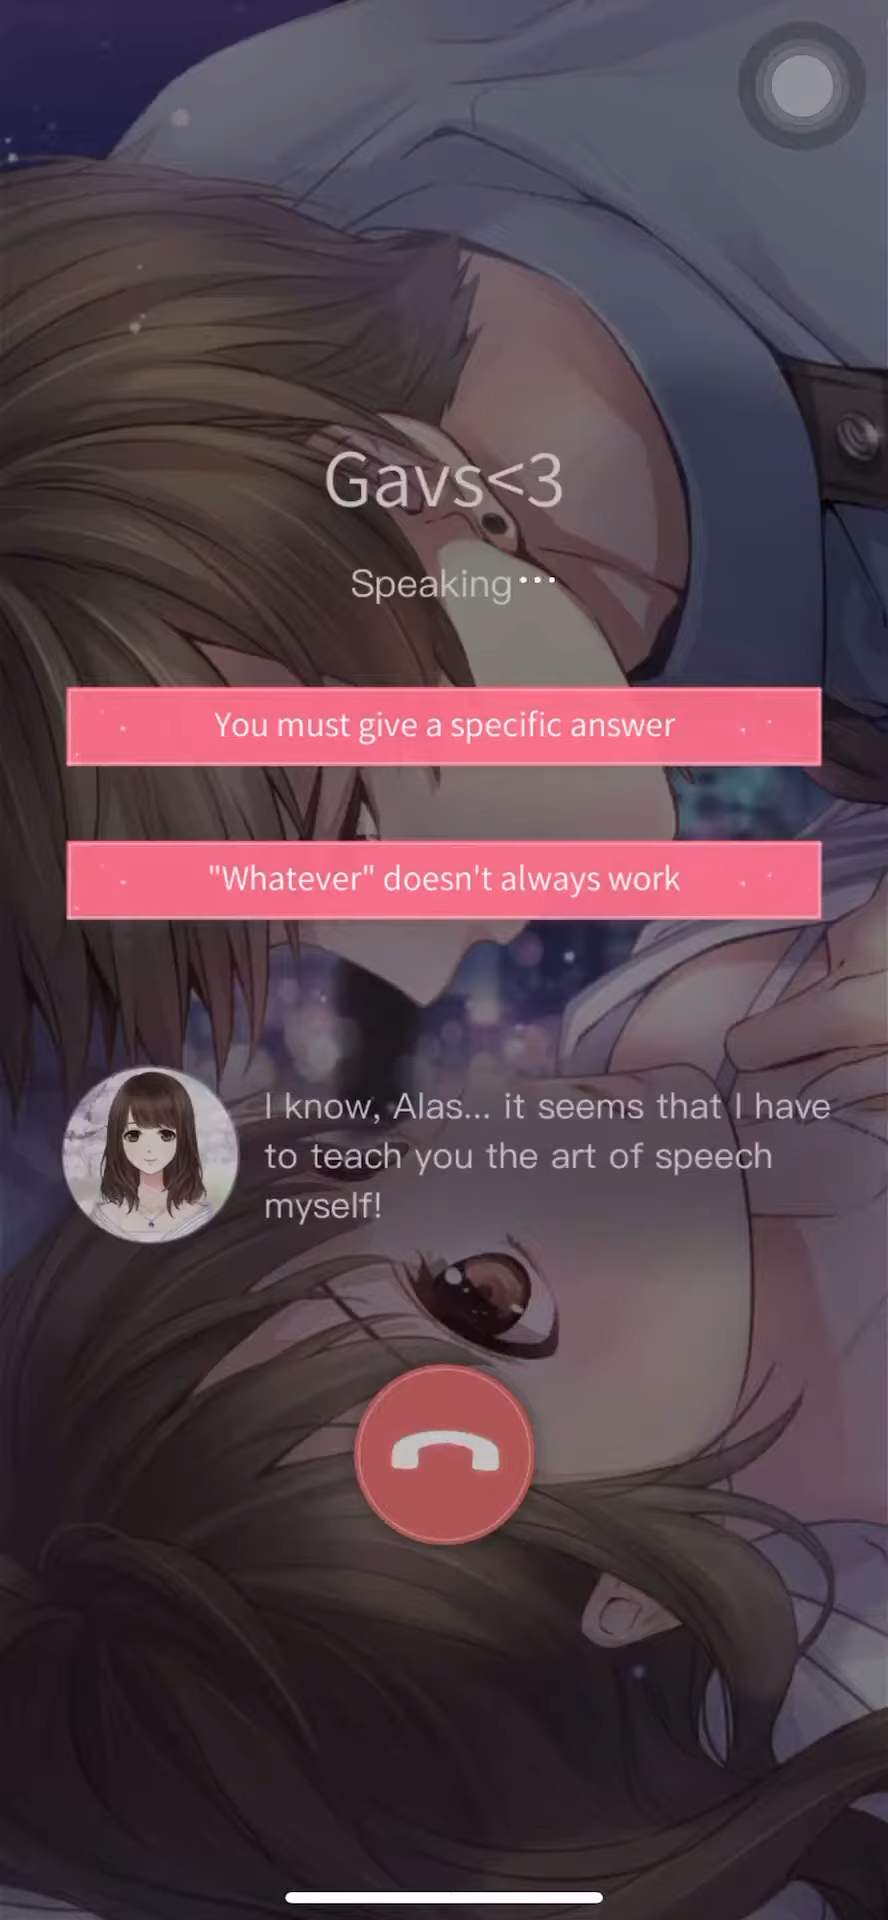 Gavs<3
Speaking···
You must give a specific answer
"Whatever" doesn't always work
I know, Alas... it seems that I have
to teach you the art of speech
myself!